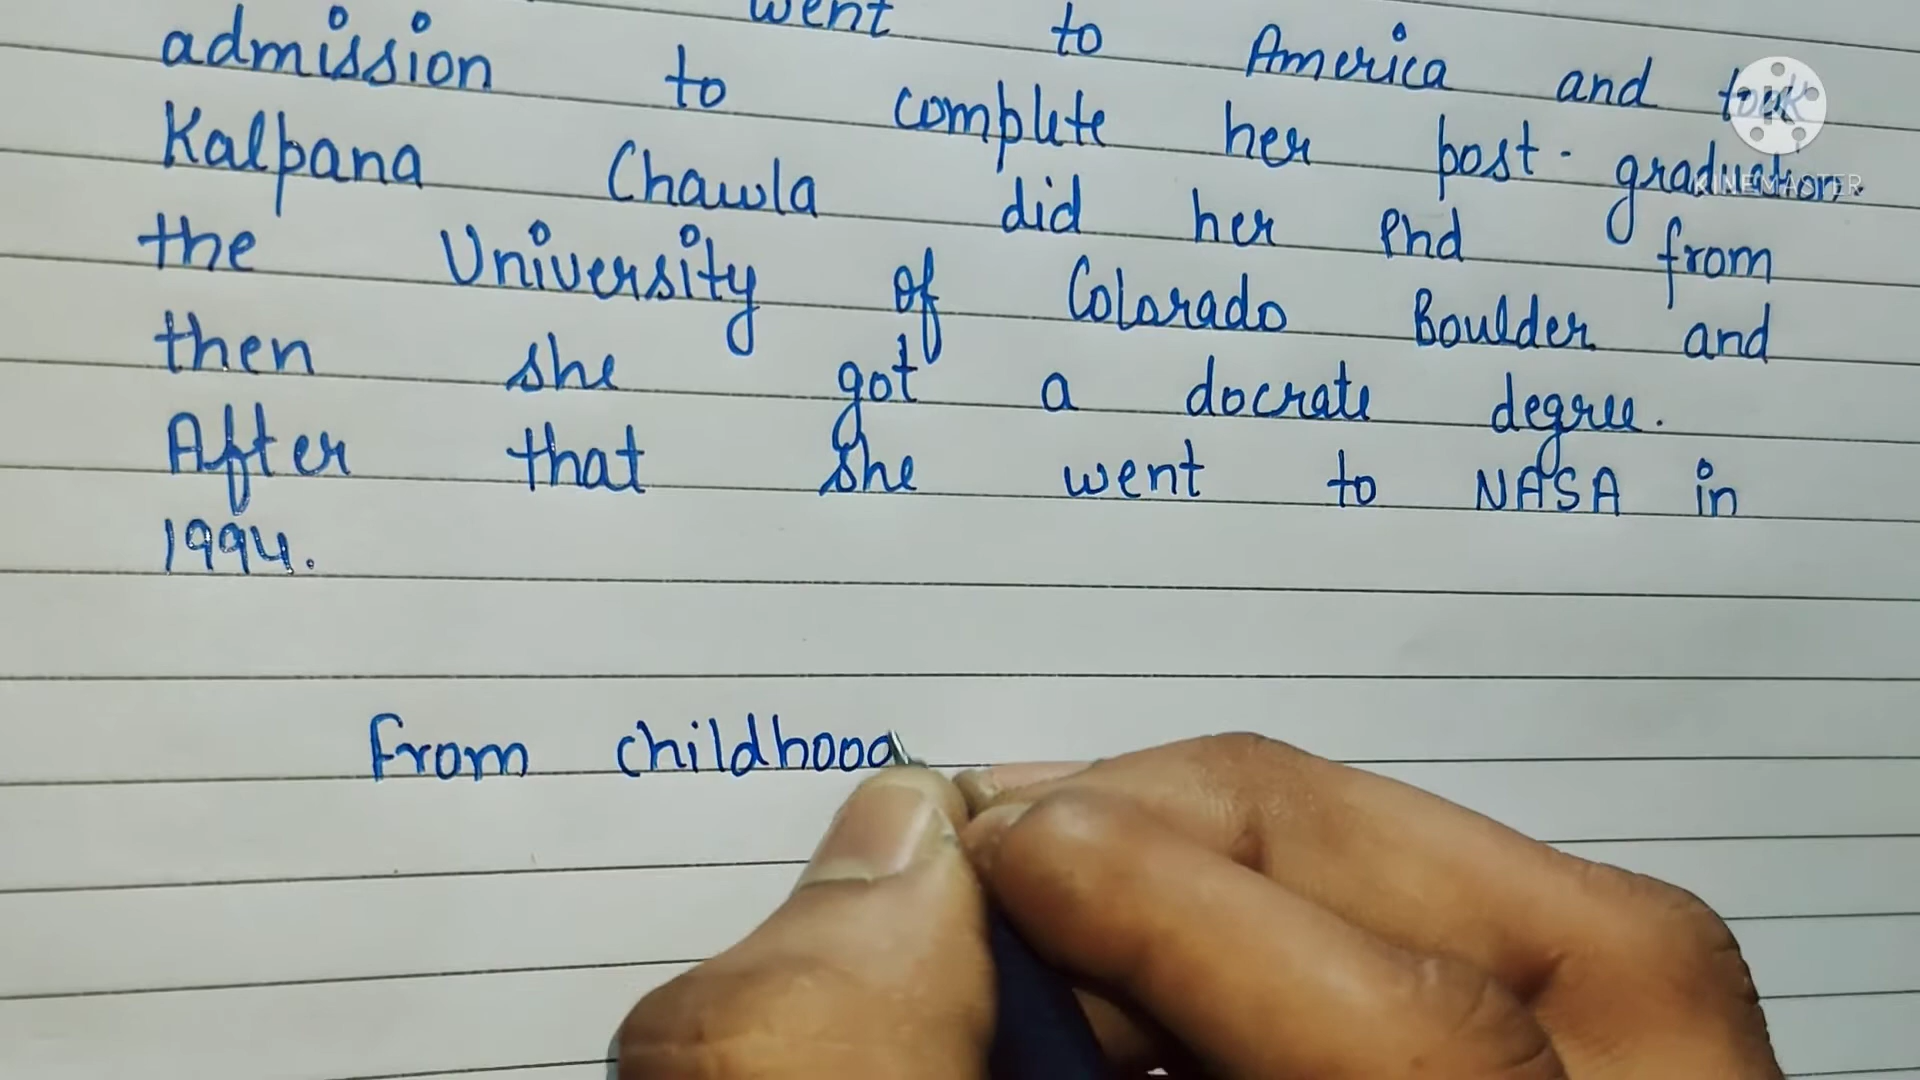 went to America and took
admission to complete her post-graduation.
Kalpana Chawla did her Phd from
the University of Colorado Boulder and
then she got a docrate degree.
After that she went to NASA in
1994.
From childhood
KINEMASTER